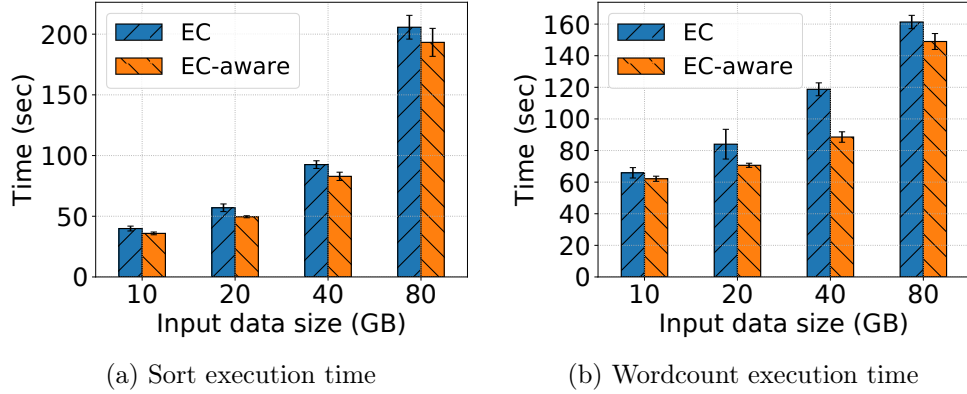 200
150
100
50
0
Time (sec)
EC
EC-aware
10 20 40 80
Input data size (GB)
(a) Sort execution time
160
140
120
100
80
60
40
20
0
Time (sec)
EC
EC-aware
10 20 40 80
Input data size (GB)
(b) Wordcount execution time